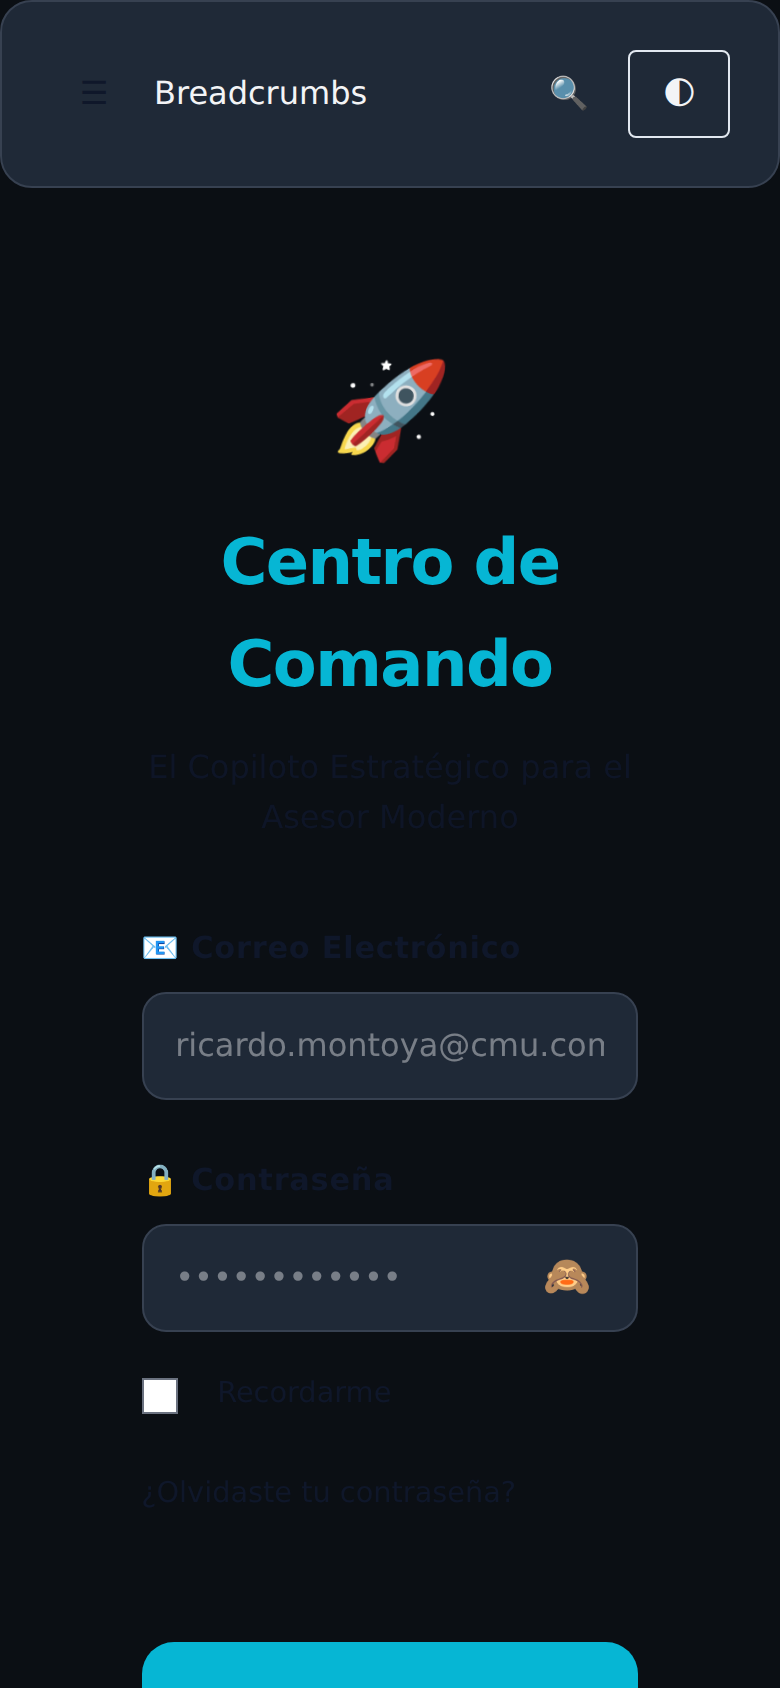 Breadcrumbs
Centro de
Comando
El Copiloto Estratégico para el
Asesor Moderno
Correo Electrónico
ricardo.montoya@cmu.con
Contraseña
Recordarme
¿Olvidaste tu contraseña?